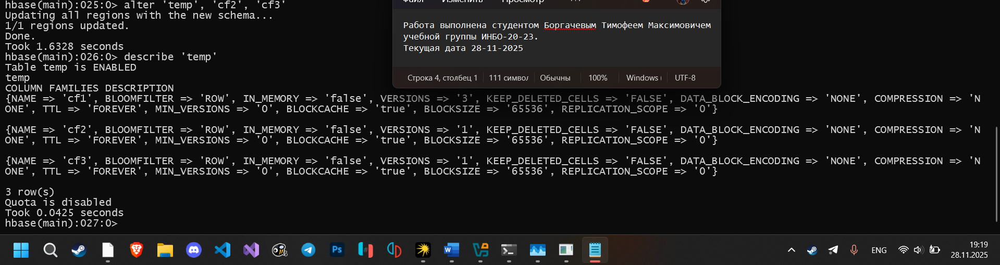 hbase(main):025:0> alter 'temp', 'cf2', 'cf3'
Updating all regions with the new schema...
1/1 regions updated.
Done.
Took 1.6328 seconds
hbase(main):026:0> describe 'temp'
Table temp is ENABLED
temp
COLUMN FAMILIES DESCRIPTION
{NAME => 'cf1', BLOOMFILTER => 'ROW', IN_MEMORY => 'false', VERSIONS => '3', KEEP_DELETED_CELLS => 'FALSE', DATA_BLOCK_ENCODING => 'NONE', COMPRESSION => 'N
ONE', TTL => 'FOREVER', MIN_VERSIONS => '0', BLOCKCACHE => 'true', BLOCKSIZE => '65536', REPLICATION_SCOPE => '0'}
{NAME => 'cf2', BLOOMFILTER => 'ROW', IN_MEMORY => 'false', VERSIONS => '1', KEEP_DELETED_CELLS => 'FALSE', DATA_BLOCK_ENCODING => 'NONE', COMPRESSION => 'N
ONE', TTL => 'FOREVER', MIN_VERSIONS => '0', BLOCKCACHE => 'true', BLOCKSIZE => '65536', REPLICATION_SCOPE => '0'}
{NAME => 'cf3', BLOOMFILTER => 'ROW', IN_MEMORY => 'false', VERSIONS => '1', KEEP_DELETED_CELLS => 'FALSE', DATA_BLOCK_ENCODING => 'NONE', COMPRESSION => 'N
ONE', TTL => 'FOREVER', MIN_VERSIONS => '0', BLOCKCACHE => 'true', BLOCKSIZE => '65536', REPLICATION_SCOPE => '0'}
3 row(s)
Quota is disabled
Took 0.0425 seconds
hbase(main):027:0>
Файл Изменить Просмотр
Работа выполнена студентом Боргачевым Тимофеем Максимовичем
учебной группы ИНБО-20-23.
Текущая дата 28-11-2025
Строка 4, столбец 1 111 символ Обычны 100% Windows UTF-8
Ps
ENG
19:19
28.11.2025